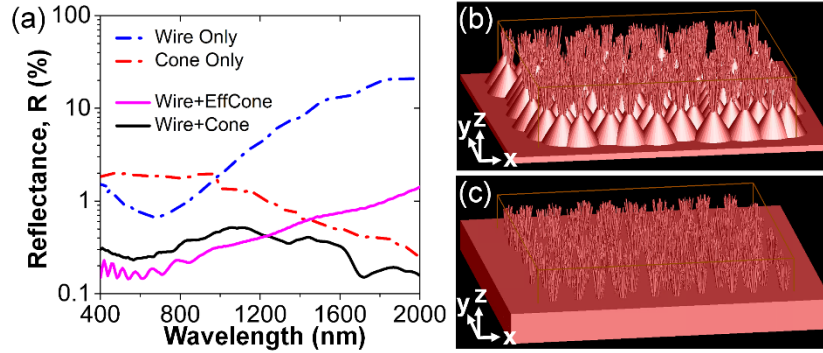 (a)
100
10
1
0.1
Reflectance, R (%)
Wire Only
Cone Only
Wire+EffCone
Wire+Cone
400 800 1200 1600 2000
Wavelength (nm)
(b)
y z x
(c)
y z x